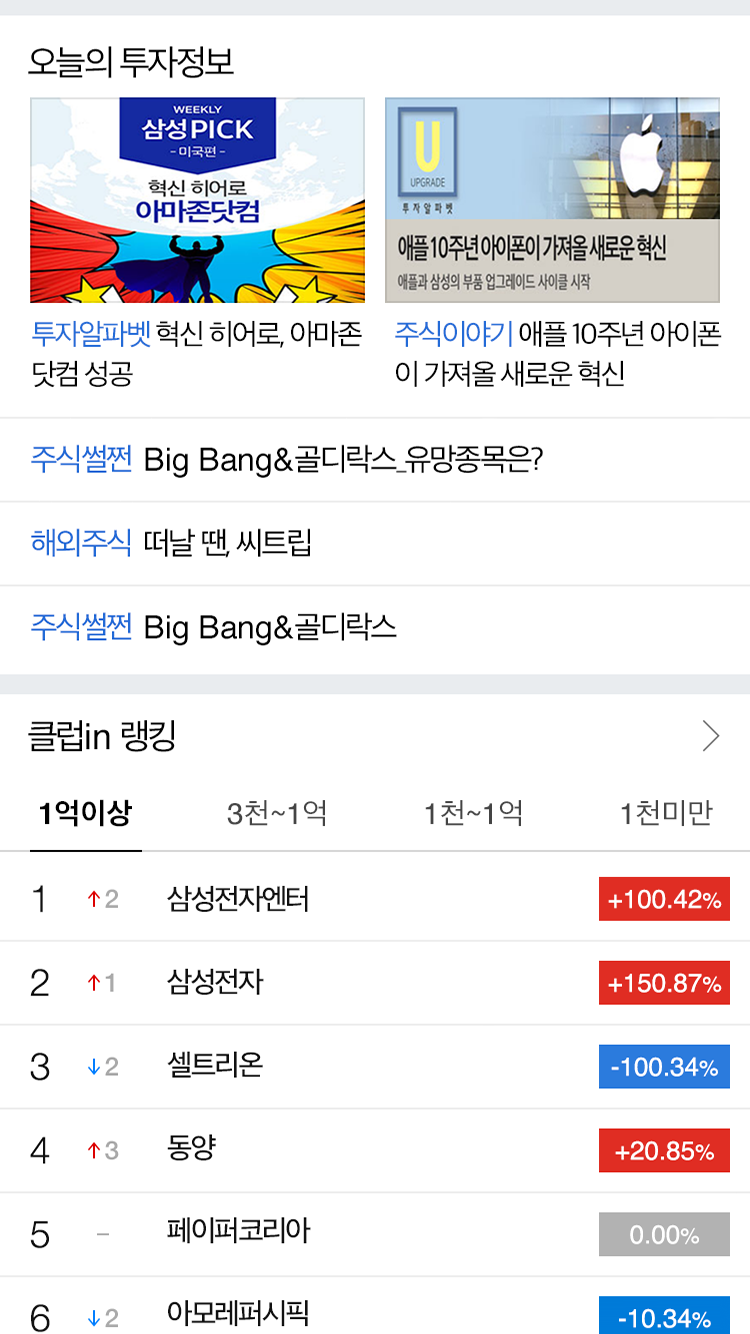 오늘의 투자정보
WEEKLY
삼성PICK
- 미국편 -
혁신 히어로
아마존닷컴
U
UPGRADE
투자알파벳
애플 10주년 아이폰이 가져올 새로운 혁신
애플과 삼성의 부품 업그레이드 사이클 시작
투자알파벳 혁신 히어로, 아마존
닷컴 성공
주식이야기 애플 10주년 아이폰
이 가져올 새로운 혁신
주식썰쩐 Big Bang&골디락스_유망종목은?
해외주식 떠날 땐, 씨트립
주식썰쩐 Big Bang&골디락스
클럽in 랭킹
1억이상 3천~1억 1천~1억 1천미만
1 ↑2 삼성전자엔터 +100.42%
2 ↑1 삼성전자 +150.87%
3 ↓2 셀트리온 -100.34%
4 ↑3 동양 +20.85%
5 – 페이퍼코리아 0.00%
6 ↓2 아모레퍼시픽 -10.34%